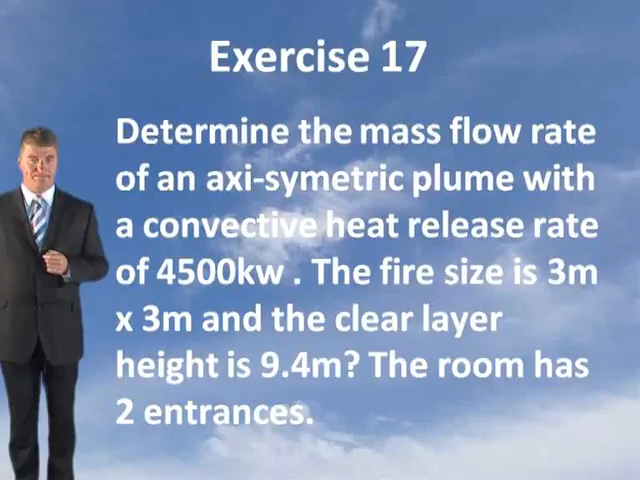 Exercise 17
Determine the mass flow rate
of an axi-symetric plume with
a convective heat release rate
of 4500kw . The fire size is 3m
x 3m and the clear layer
height is 9.4m? The room has
2 entrances.